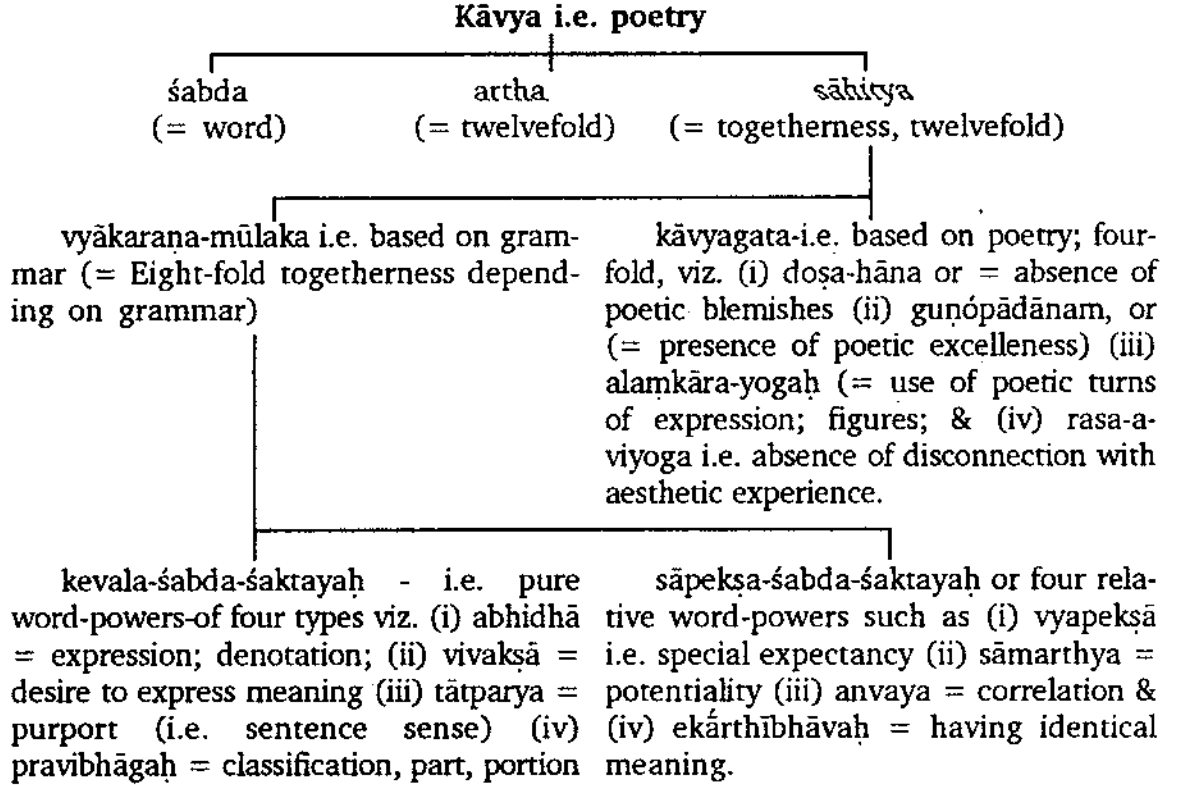 Kāvya i.e. poetry
śabda artha sāhitya
(= word) (= twelvefold) (= togetherness, twelvefold)
vyākaraṇa-mūlaka i.e. based on gram-
mar (= Eight-fold togetherness depend-
ing on grammar)
kāvyagata-i.e. based on poetry; four-
fold, viz. (i) doṣa-hāna or = absence of
poetic blemishes (ii) guṇópādānam, or
(= presence of poetic excelleness) (iii)
alaṃkāra-yogaḥ (= use of poetic turns
of expression; figures; & (iv) rasa-a-
viyoga i.e. absence of disconnection with
aesthetic experience.
kevala-śabda-śaktayaḥ - i.e. pure
word-powers-of four types viz. (i) abhidhā
= expression; denotation; (ii) vivakṣā =
desire to express meaning (iii) tātparya =
purport (i.e. sentence sense) (iv)
pravibhāgaḥ = classification, part, portion
sāpekṣa-śabda-śaktayaḥ or four rela-
tive word-powers such as (i) vyapekṣā
i.e. special expectancy (ii) sāmarthya =
potentiality (iii) anvaya = correlation &
(iv) ekā́rthībhāvaḥ = having identical
meaning.